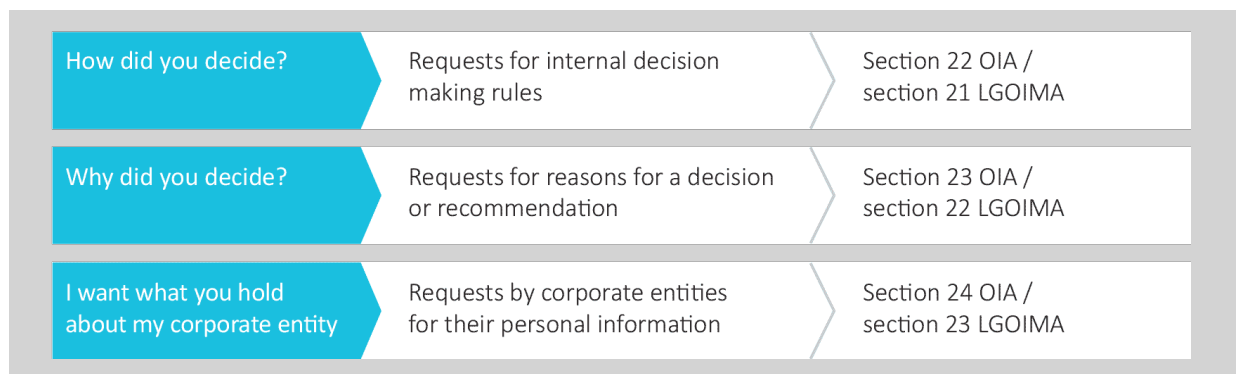 How did you decide?
Requests for internal decision
making rules
Section 22 OIA /
section 21 LGOIMA
Why did you decide?
Requests for reasons for a decision
or recommendation
Section 23 OIA /
section 22 LGOIMA
I want what you hold
about my corporate entity
Requests by corporate entities
for their personal information
Section 24 OIA /
section 23 LGOIMA